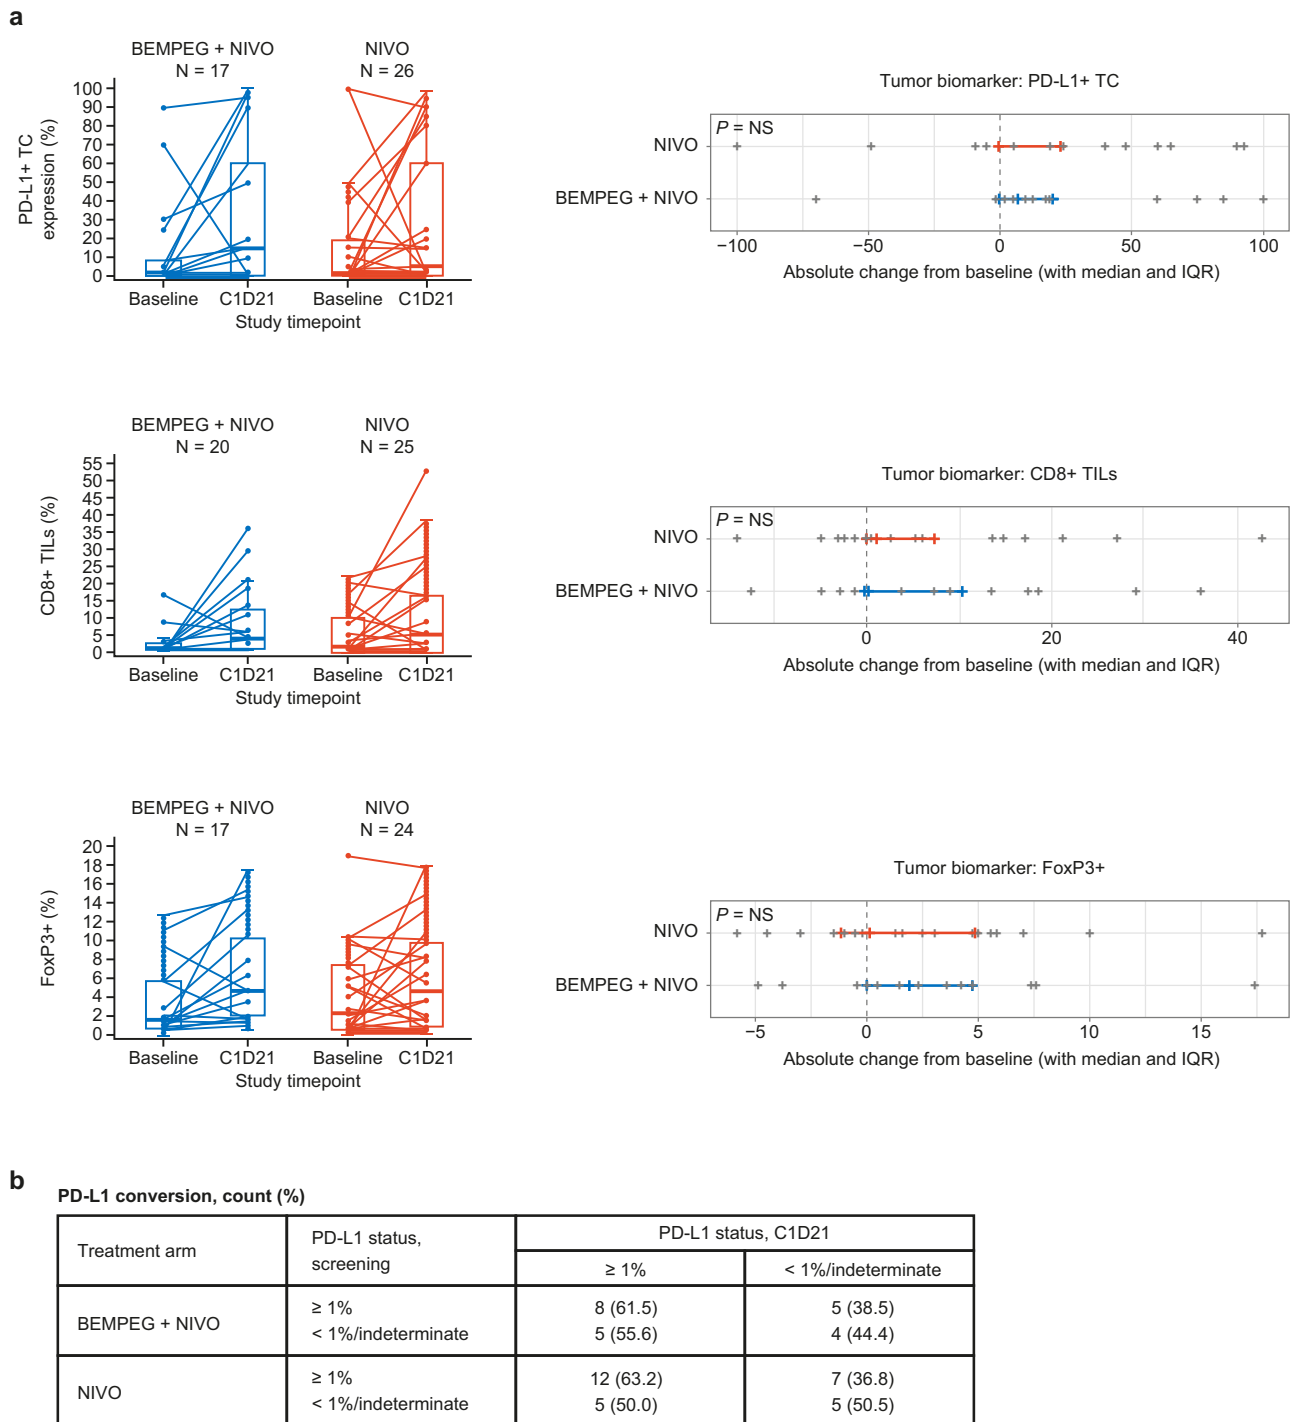 a
BEMPEG + NIVO
N = 17
NIVO
N = 26
PD-L1+ TC
expression (%)
100
90
80
70
60
50
40
30
20
10
0
Baseline C1D21 Baseline C1D21
Study timepoint
Tumor biomarker: PD-L1+ TC
P = NS
NIVO
BEMPEG + NIVO
−100 −50 0 50 100
Absolute change from baseline (with median and IQR)
BEMPEG + NIVO
N = 20
NIVO
N = 25
CD8+ TILs (%)
55
50
45
40
35
30
25
20
15
10
5
0
Baseline C1D21 Baseline C1D21
Study timepoint
Tumor biomarker: CD8+ TILs
P = NS
NIVO
BEMPEG + NIVO
0 20 40
Absolute change from baseline (with median and IQR)
BEMPEG + NIVO
N = 17
NIVO
N = 24
FoxP3+ (%)
20
18
16
14
12
10
8
6
4
2
0
Baseline C1D21 Baseline C1D21
Study timepoint
Tumor biomarker: FoxP3+
P = NS
NIVO
BEMPEG + NIVO
−5 0 5 10 15
Absolute change from baseline (with median and IQR)
b
PD-L1 conversion, count (%)
Treatment arm
PD-L1 status,
screening
PD-L1 status, C1D21
≥ 1% < 1%/indeterminate
BEMPEG + NIVO
≥ 1% 8 (61.5) 5 (38.5)
< 1%/indeterminate 5 (55.6) 4 (44.4)
NIVO
≥ 1% 12 (63.2) 7 (36.8)
< 1%/indeterminate 5 (50.0) 5 (50.5)